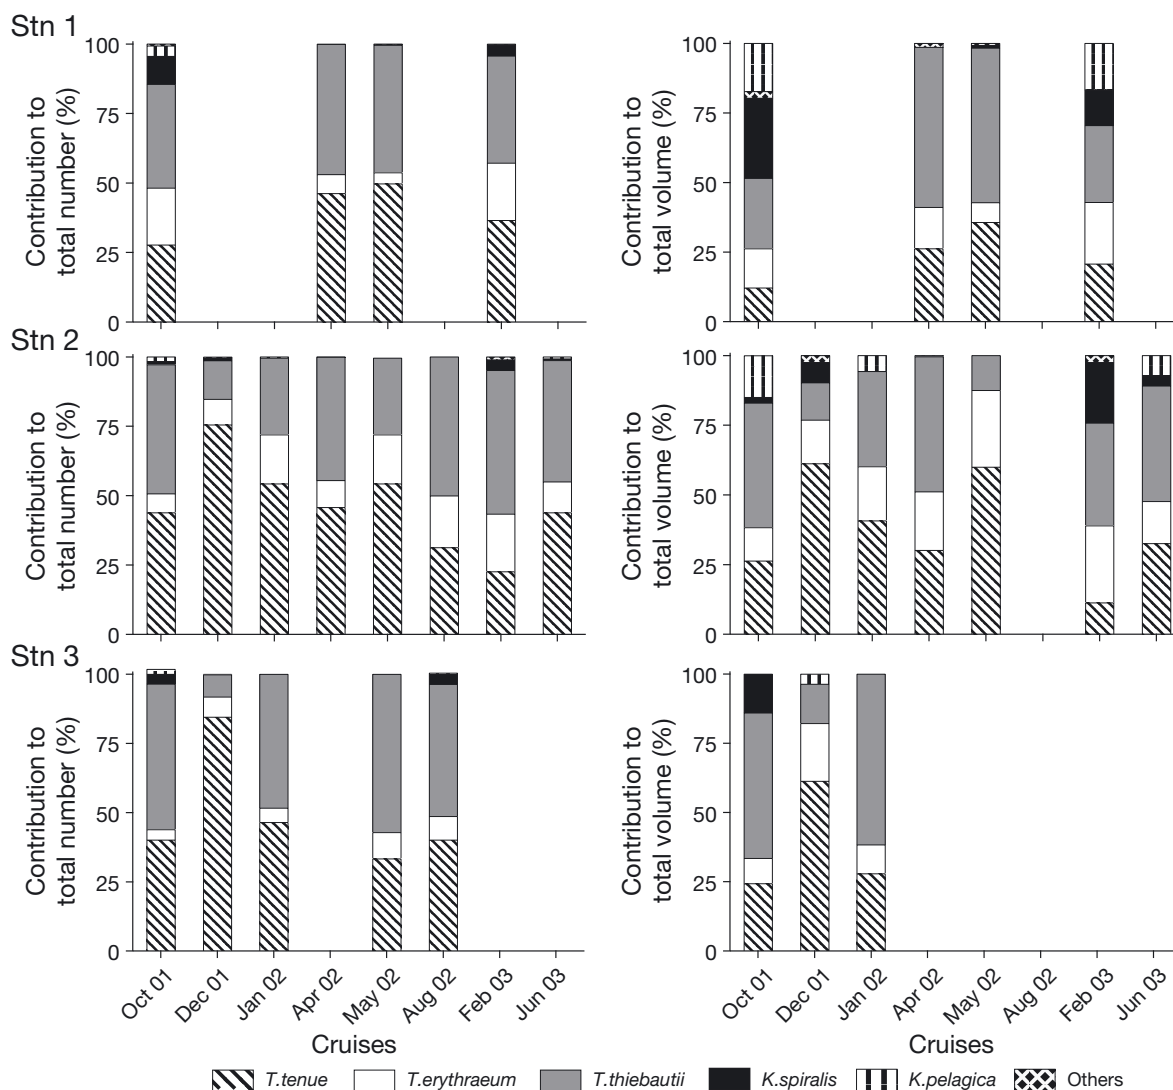 Stn 1
Contribution to
total number (%)
100
75
50
25
0
Contribution to
total volume (%)
100
75
50
25
0
Stn 2
Contribution to
total number (%)
100
75
50
25
0
Contribution to
total volume (%)
100
75
50
25
0
Stn 3
Contribution to
total number (%)
100
75
50
25
0
Contribution to
total volume (%)
100
75
50
25
0
Oct 01 Dec 01 Jan 02 Apr 02 May 02 Aug 02 Feb 03 Jun 03
Cruises
Oct 01 Dec 01 Jan 02 Apr 02 May 02 Aug 02 Feb 03 Jun 03
Cruises
T.tenue T.erythraeum T.thiebautii K.spiralis K.pelagica Others